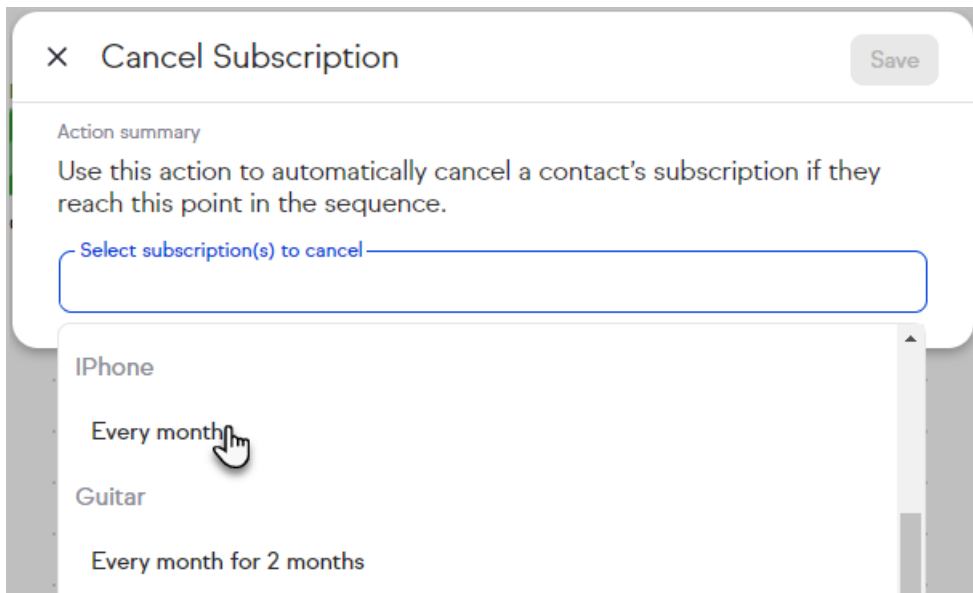 Cancel Subscription
Save
Action summary
Use this action to automatically cancel a contact's subscription if they
reach this point in the sequence.
Select subscription(s) to cancel
IPhone
Every month
Guitar
Every month for 2 months